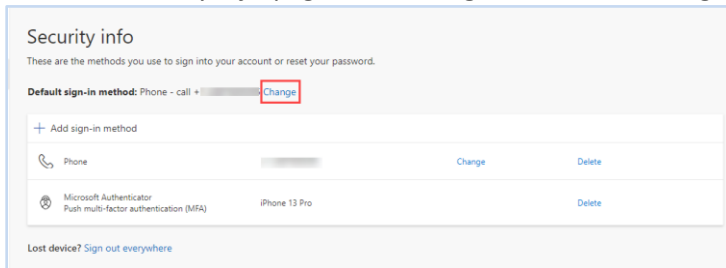 Security info
These are the methods you use to sign into your account or reset your password.
Default sign-in method: Phone - call + Change
+ Add sign-in method
Phone Change Delete
Microsoft Authenticator
Push multi-factor authentication (MFA) iPhone 13 Pro Delete
Lost device? Sign out everywhere